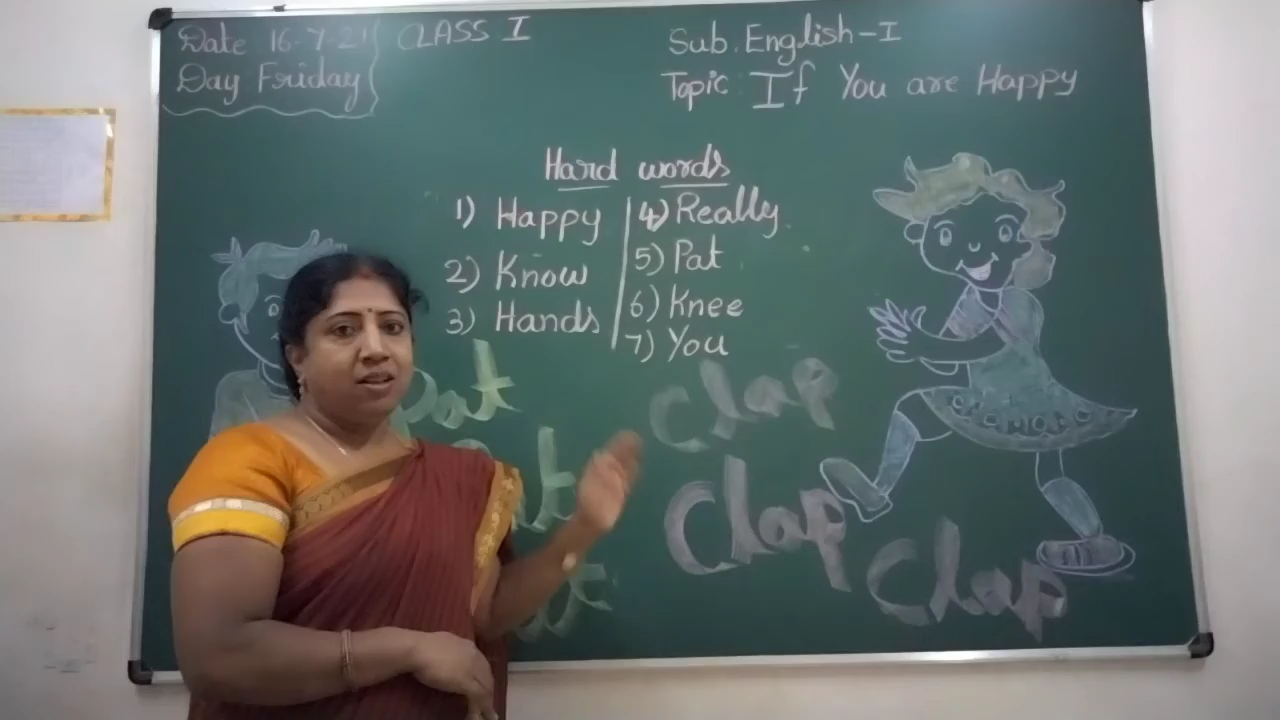 Date 16-7-21
Day Friday
CLASS I
Sub. English-I
Topic: If You are Happy
Hard words
1) Happy
2) Know
3) Hands
4) Really
5) Pat
6) Knee
7) You
Pat
Clap
Clap
Clap